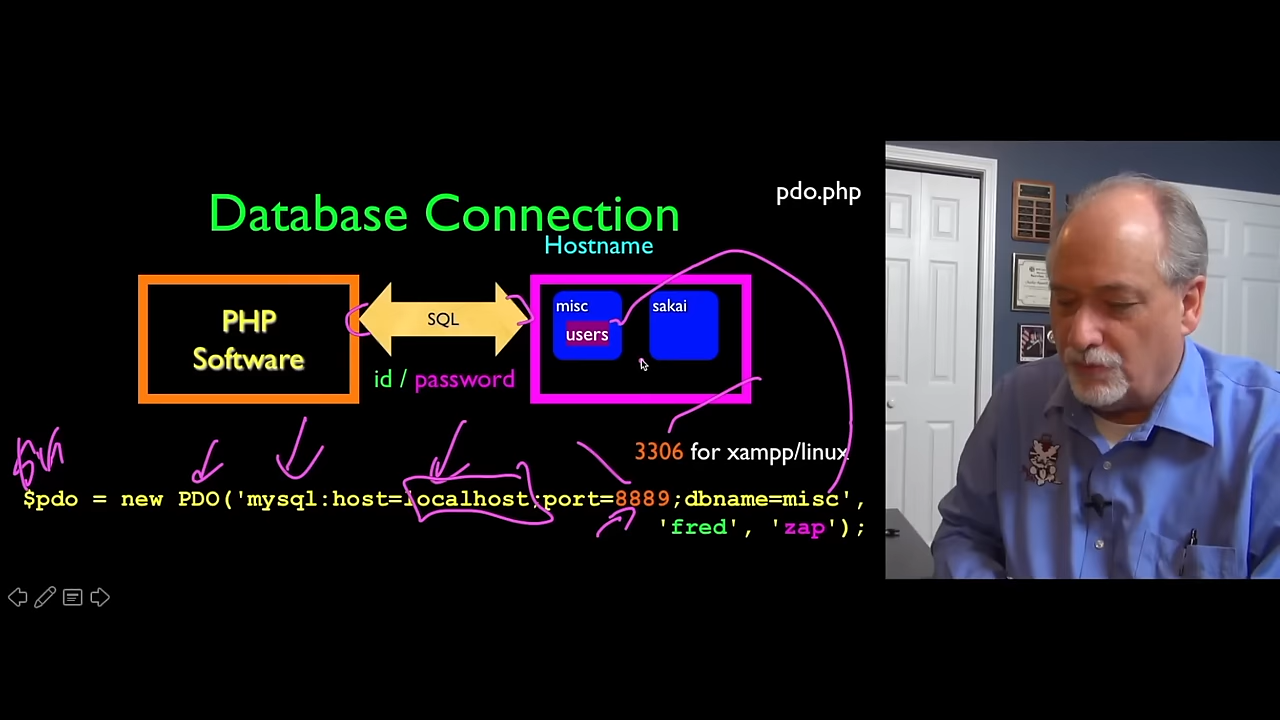 pdo.php
Database Connection
Hostname
PHP
Software
SQL
id / password
misc
users
sakai
3306 for xampp/linux
$pdo = new PDO('mysql:host=localhost;port=8889;dbname=misc',
'fred', 'zap');